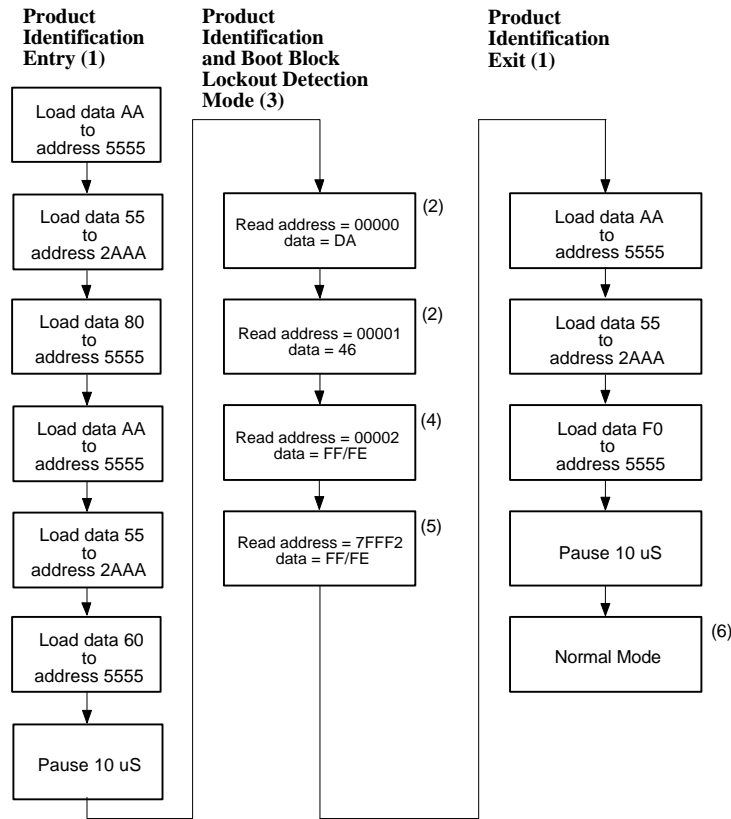 Product
Identification
Entry (1)
Load data AA
to
address 5555
Load data 55
to
address 2AAA
Load data 80
to
address 5555
Load data AA
to
address 5555
Load data 55
to
address 2AAA
Load data 60
to
address 5555
Pause 10 uS
Product
Identification
and Boot Block
Lockout Detection
Mode (3)
Read address = 00000
data = DA
(2)
Read address = 00001
data = 46
(2)
Read address = 00002
data = FF/FE
(4)
Read address = 7FFF2
data = FF/FE
(5)
Product
Identification
Exit (1)
Load data AA
to
address 5555
Load data 55
to
address 2AAA
Load data F0
to
address 5555
Pause 10 uS
Normal Mode
(6)